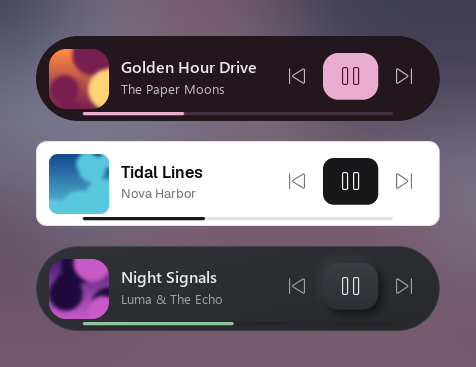 Golden Hour Drive
The Paper Moons
Tidal Lines
Nova Harbor
Night Signals
Luma & The Echo